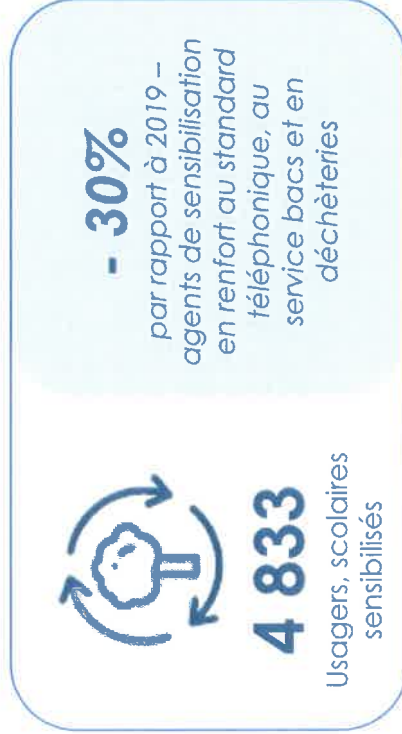 4 833
Usagers, scolaires
sensibilisés
- 30%
par rapport à 2019 –
agents de sensibilisation
en renfort au standard
téléphonique, au
service bacs et en
déchèteries